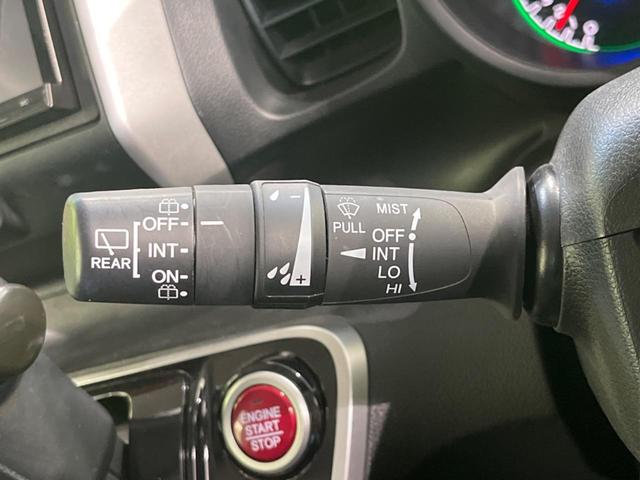 OFF
INT
ON
REAR
−
+
PULL
MIST
OFF
INT
LO
HI
ENGINE
START
STOP